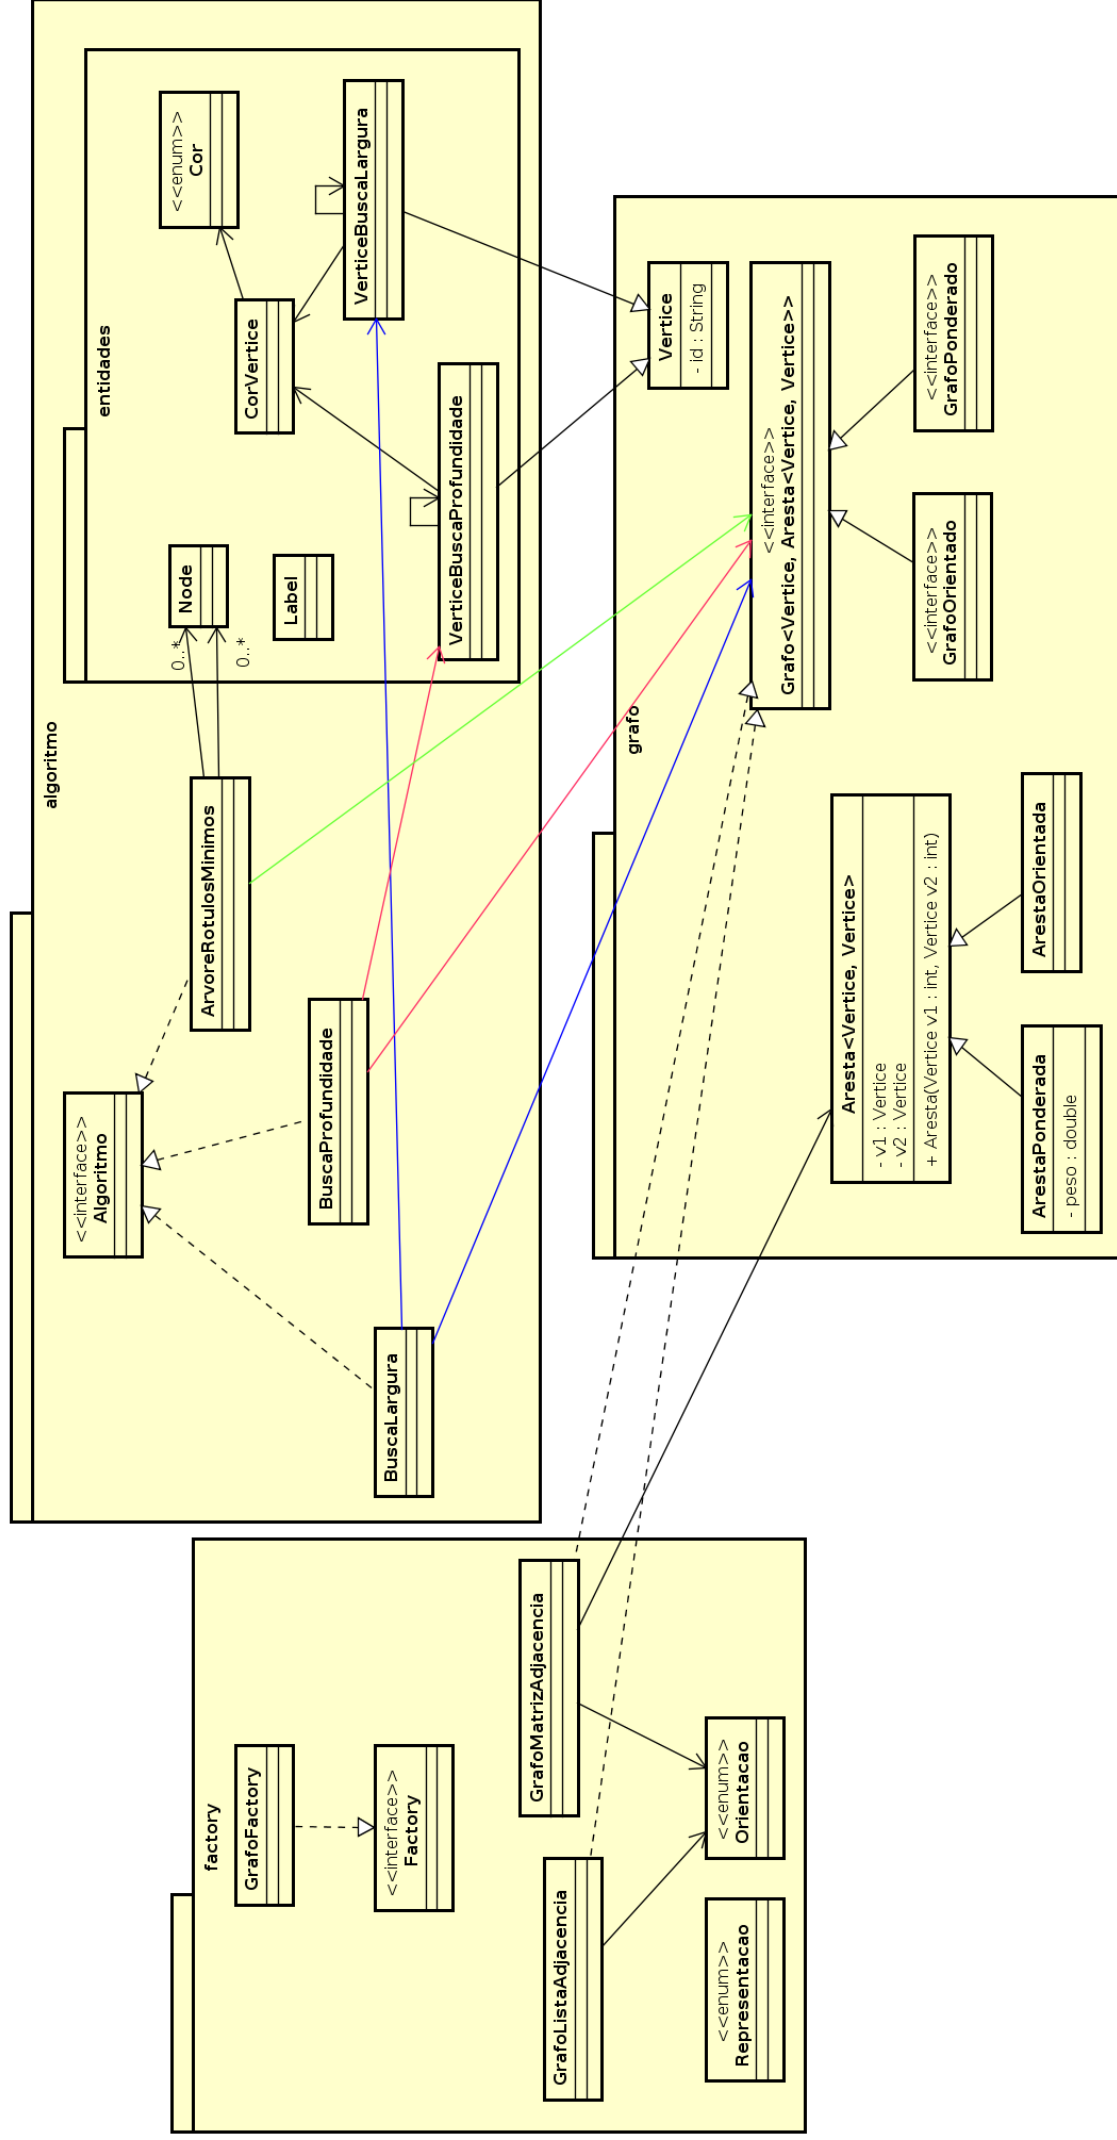 algoritmo
<<interface>>
Algoritmo
ArvoreRotulosMinimos
BuscaProfundidade
BuscaLargura
0..*
0..*
entidades
Node
Label
<<enum>>
Cor
CorVertice
VerticeBuscaLargura
VerticeBuscaProfundidade
factory
GrafoFactory
<<interface>>
Factory
GrafoMatrizAdjacencia
GrafoListaAdjacencia
<<enum>>
Representacao
<<enum>>
Orientacao
grafo
Vertice
- id : String
<<interface>>
Grafo<Vertice, Aresta<Vertice, Vertice>>
<<interface>>
GrafoOrientado
<<interface>>
GrafoPonderado
Aresta<Vertice, Vertice>
- v1 : Vertice
- v2 : Vertice
+ Aresta(Vertice v1 : int, Vertice v2 : int)
ArestaPonderada
- peso : double
ArestaOrientada